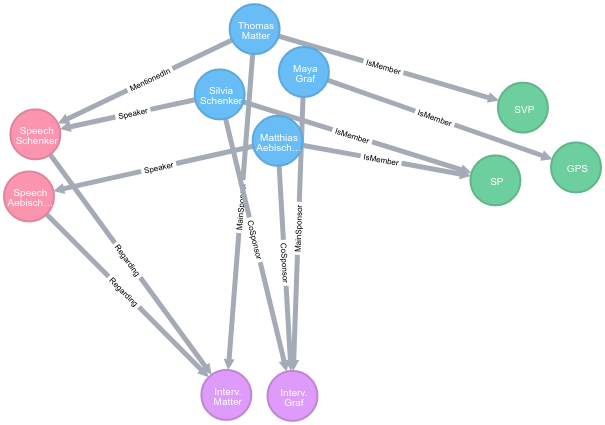 Thomas
Matter
Maya
Graf
MentionedIn
IsMember
Silvia
Schenker
IsMember
SVP
Speaker
Speech
Schenker
Matthias
Aebisch...
IsMember
IsMember
SP
GPS
Speaker
Speech
Aebisch...
CoSponsor
MainSponsor
CoSponsor
Regarding
Regarding
Interv.
Matter
Interv.
Graf